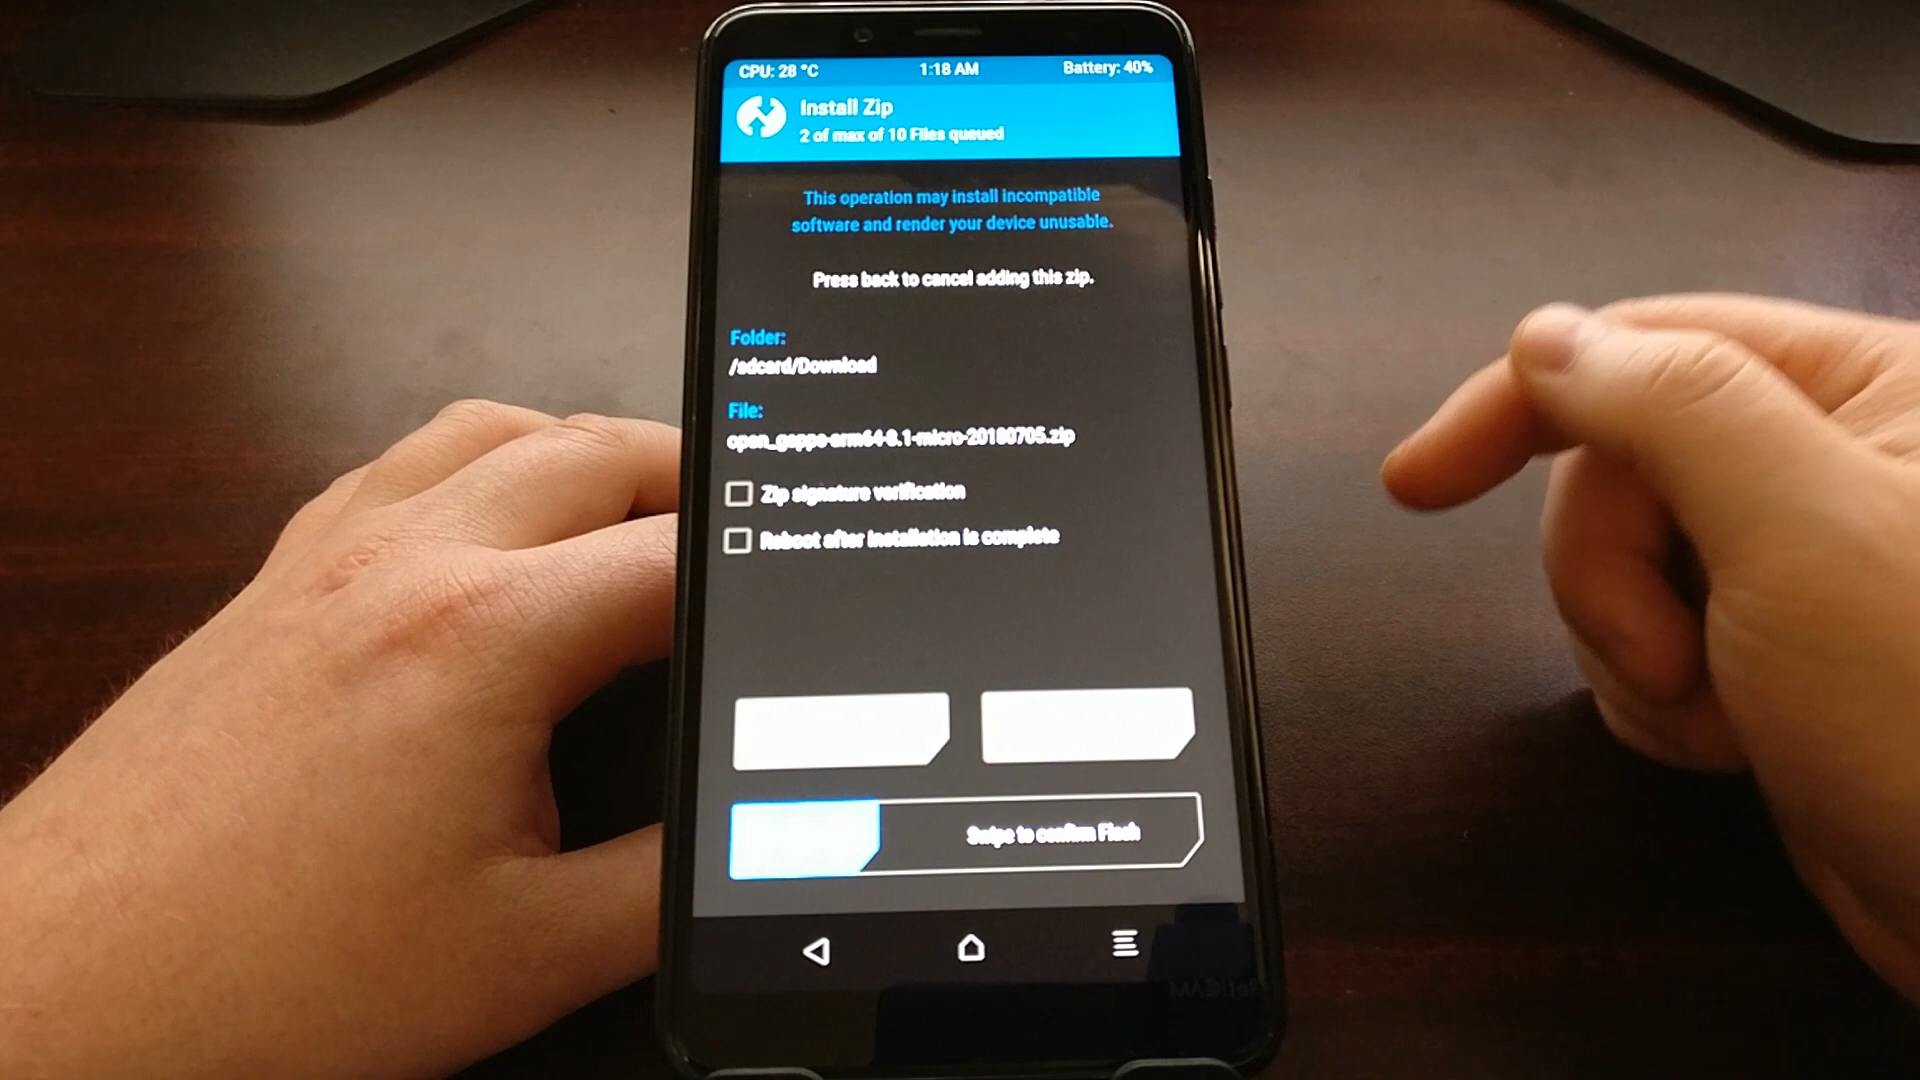 CPU: 28 °C 1:18 AM Battery: 40%
Install Zip
2 of max of 10 Files queued
This operation may install incompatible
software and render your device unusable.
Press back to cancel adding this zip.
Folder:
/sdcard/Download
File:
open_gapps-arm64-8.1-micro-20180705.zip
Zip signature verification
Reboot after installation is complete
Swipe to confirm Flash